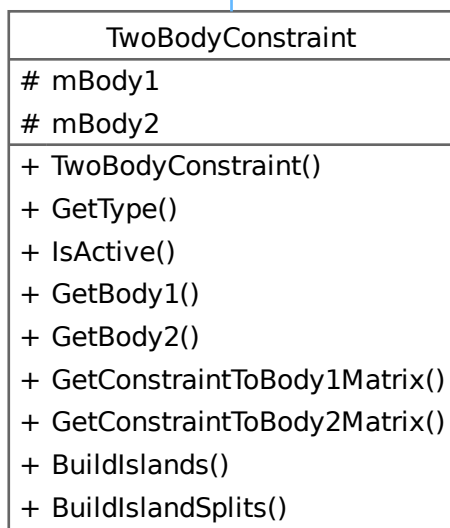 TwoBodyConstraint
# mBody1
# mBody2
+ TwoBodyConstraint()
+ GetType()
+ IsActive()
+ GetBody1()
+ GetBody2()
+ GetConstraintToBody1Matrix()
+ GetConstraintToBody2Matrix()
+ BuildIslands()
+ BuildIslandSplits()